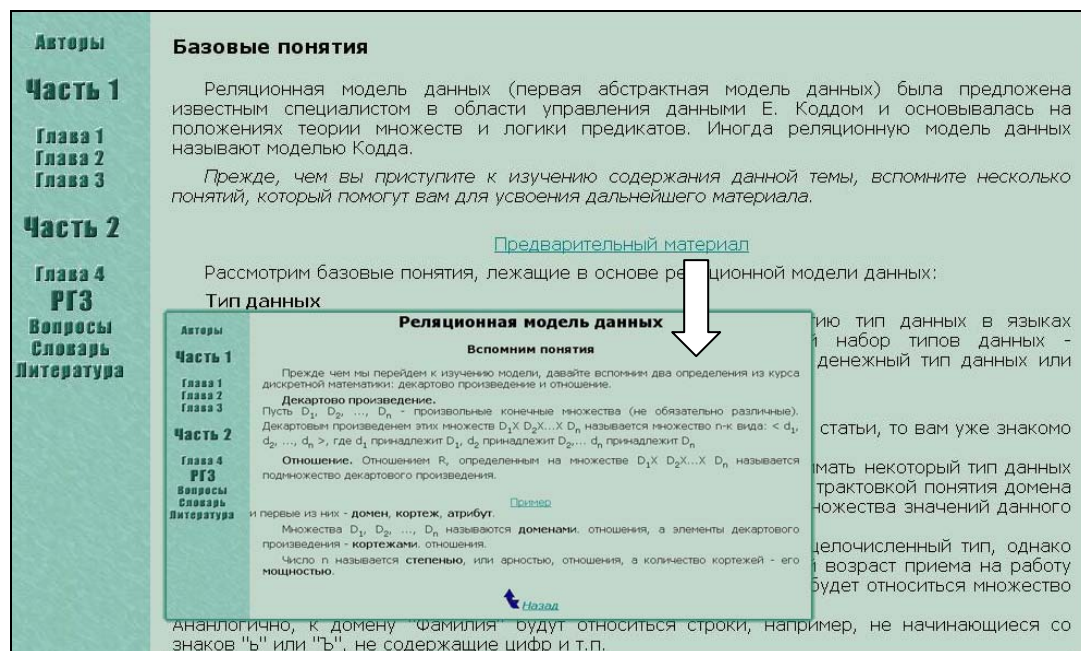 Авторы
Часть 1
Глава 1
Глава 2
Глава 3
Часть 2
Глава 4
РГЗ
Вопросы
Словарь
Литература
Базовые понятия
Реляционная модель данных (первая абстрактная модель данных) была предложена
известным специалистом в области управления данными Е. Коддом и основывалась на
положениях теории множеств и логики предикатов. Иногда реляционную модель данных
называют моделью Кодда.
Прежде, чем вы приступите к изучению содержания данной темы, вспомните несколько
понятий, который помогут вам для усвоения дальнейшего материала.
Предварительный материал
Рассмотрим базовые понятия, лежащие в основе реляционной модели данных:
Тип данных
тип данных в языках
набор типов данных -
денежный тип данных или
статьи, то вам уже знакомо
некоторый тип данных
трактовкой понятия домена
значений данного
тип, однако
возраст приема на работу
будет относиться множество
Ананлогично, к домену "Фамилия" будут относиться строки, например, не начинающиеся со
знаков "ь" или "Ъ", не содержащие цифр и т.п.
Авторы
Часть 1
Глава 1
Глава 2
Глава 3
Часть 2
Глава 4
РГЗ
Вопросы
Словарь
Литература
Реляционная модель данных
Вспомним понятия
Прежде чем мы перейдем к изучению модели, давайте вспомним два определения из курса
дискретной математики: декартово произведение и отношение.
Декартово произведение.
Пусть D1, D2, ..., Dn - произвольные конечные множества (не обязательно различные).
Декартовым произведенем этих множеств D1X D2X...X Dn называется множество n-к вида: < d1,
d2, ..., dn >, где d1 принадлежит D1, d2 принадлежит D2,... dn принадлежит Dn
Отношение. Отношением R, определенным на множестве D1X D2X...X Dn называется
подмножество декартового произведения.
Пример
и первые из них - домен, кортеж, атрибут.
Множества D1, D2, ..., Dn называются доменами. отношения, а элементы декартового
произведения - кортежами. отношения.
Число n называется степенью, или арностью, отношения, а количество кортежей - его
мощностью.
Назад